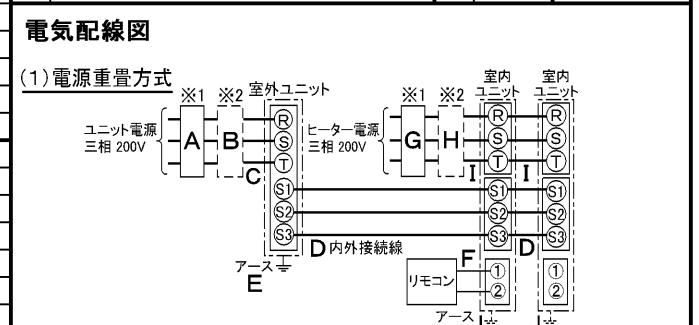 電気配線図
(1)電源重畳方式
※1 ※2 室外ユニット ※1 ※2 室内ユニット 室内ユニット
ユニット電源
三相 200V
A B C
R
S
T
ヒーター電源
三相 200V
G H I I
R R
S S
T T
S1 S1 S1
S2 S2 S2
S3 S3 S3
D 内外接続線 D
アース
E
リモコン
F
① ①
② ②
アース